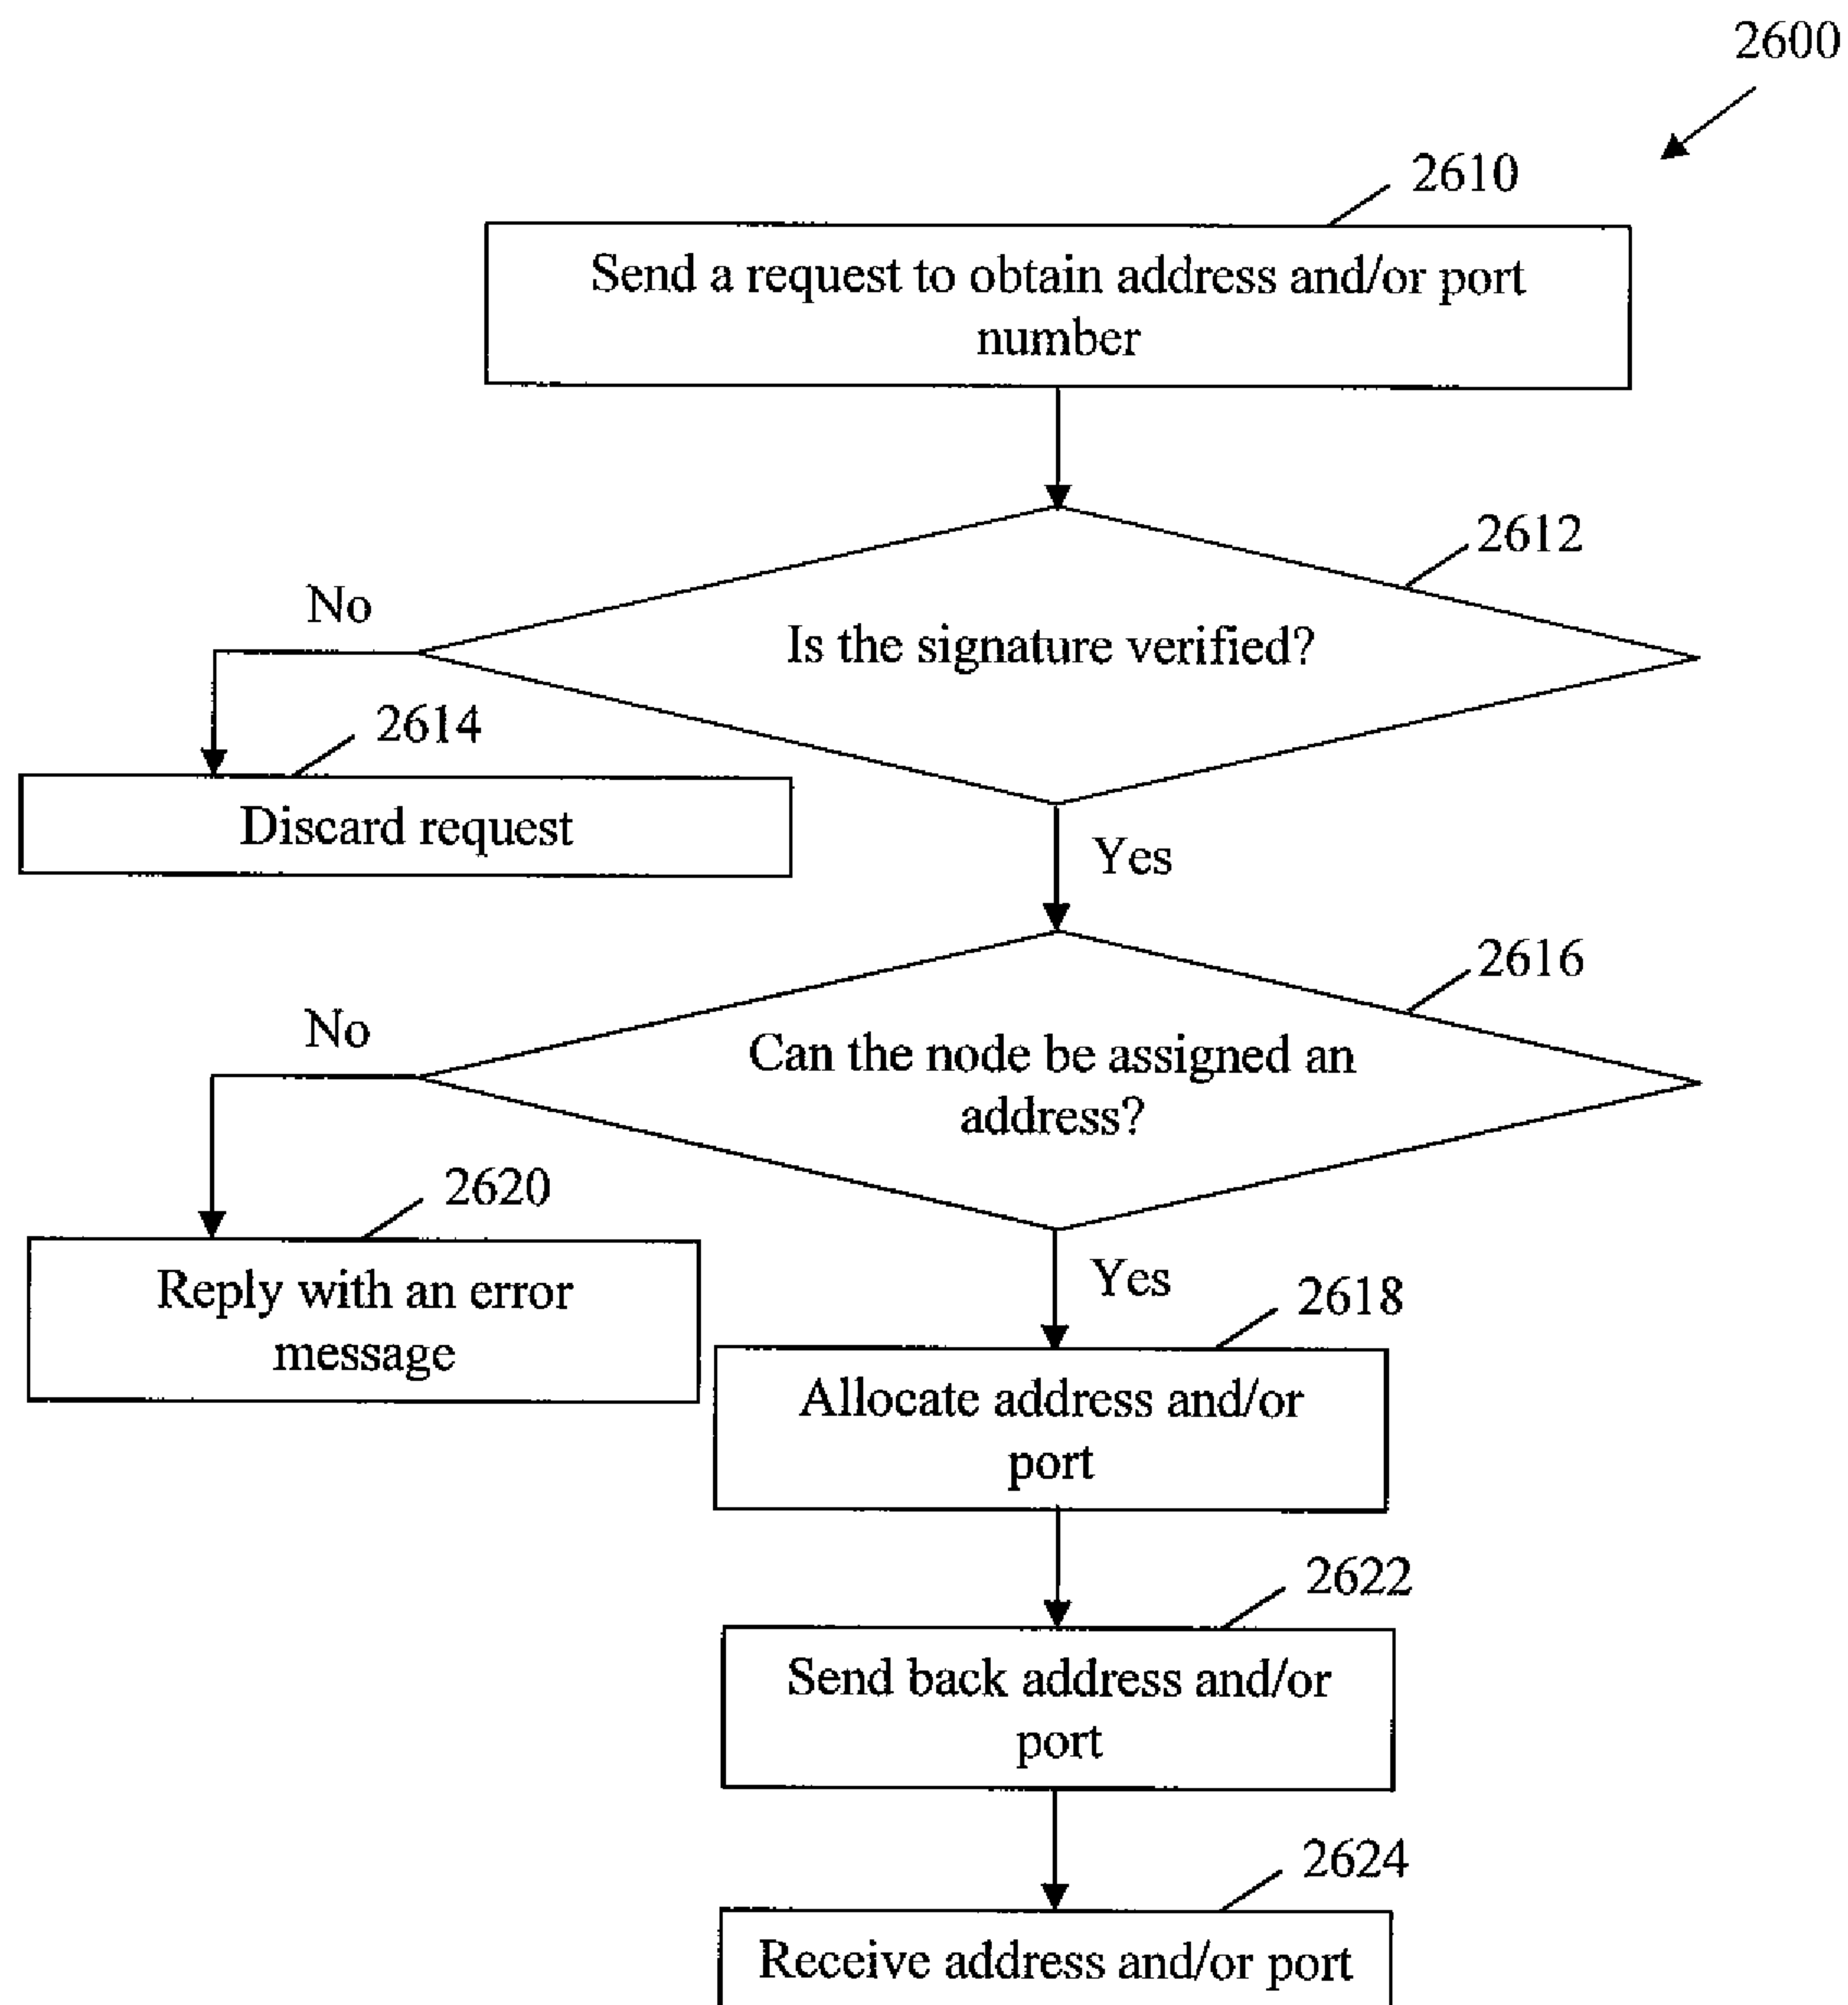 2600
2610
Send a request to obtain address and/or port
number
2612
No
Is the signature verified?
2614
Discard request
Yes
2616
No
Can the node be assigned an
address?
2620
Reply with an error
message
Yes
2618
Allocate address and/or
port
2622
Send back address and/or
port
2624
Receive address and/or port